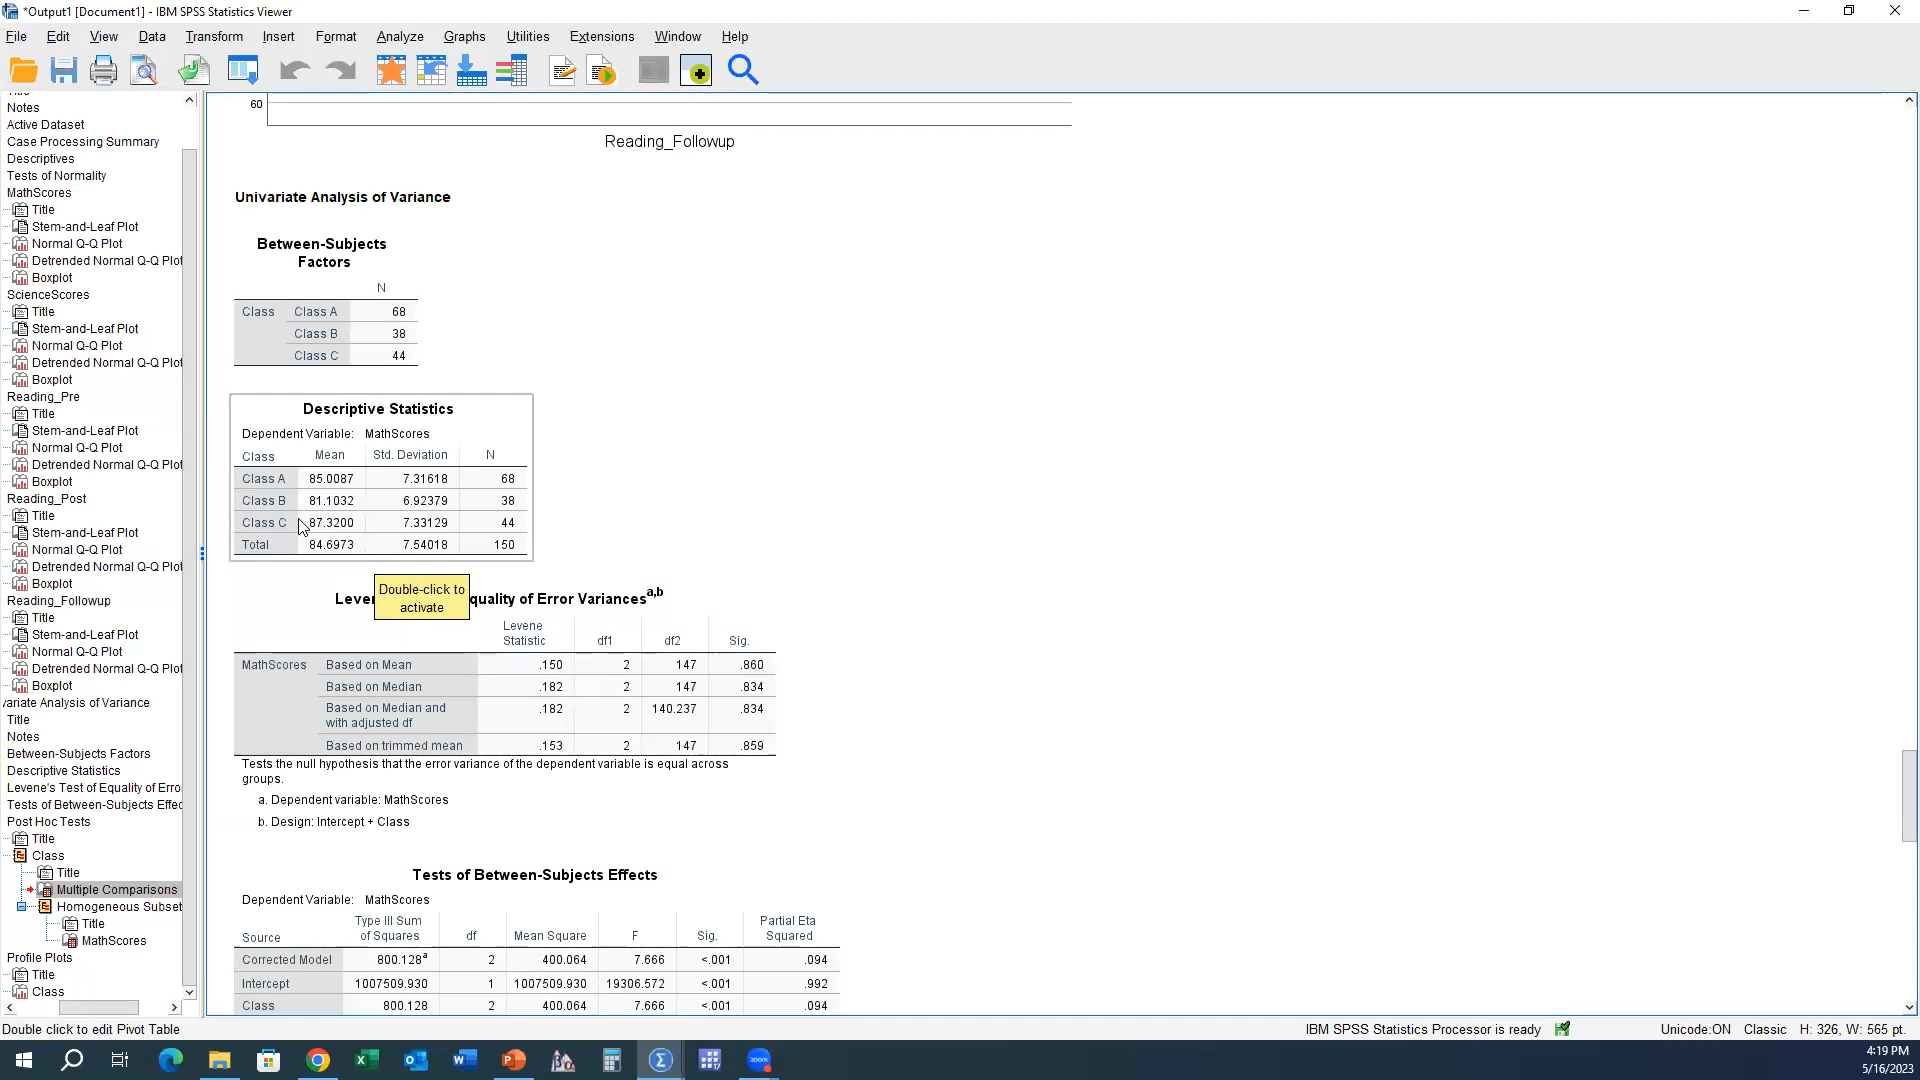 *Output1 [Document1] - IBM SPSS Statistics Viewer
File Edit View Data Transform Insert Format Analyze Graphs Utilities Extensions Window Help
Notes
Active Dataset
Case Processing Summary
Descriptives
Tests of Normality
MathScores
Title
Stem-and-Leaf Plot
Normal Q-Q Plot
Detrended Normal Q-Q Plot
Boxplot
ScienceScores
Title
Stem-and-Leaf Plot
Normal Q-Q Plot
Detrended Normal Q-Q Plot
Boxplot
Reading_Pre
Title
Stem-and-Leaf Plot
Normal Q-Q Plot
Detrended Normal Q-Q Plot
Boxplot
Reading_Post
Title
Stem-and-Leaf Plot
Normal Q-Q Plot
Detrended Normal Q-Q Plot
Boxplot
Reading_Followup
Title
Stem-and-Leaf Plot
Normal Q-Q Plot
Detrended Normal Q-Q Plot
Boxplot
variate Analysis of Variance
Title
Notes
Between-Subjects Factors
Descriptive Statistics
Levene's Test of Equality of Erro
Tests of Between-Subjects Effec
Post Hoc Tests
Title
Class
Title
Multiple Comparisons
Homogeneous Subset
Title
MathScores
Profile Plots
Title
Class
60
Reading_Followup
Univariate Analysis of Variance
Between-Subjects
Factors
N
Class Class A 68
Class B 38
Class C 44
Descriptive Statistics
Dependent Variable: MathScores
Class Mean Std. Deviation N
Class A 85.0087 7.31618 68
Class B 81.1032 6.92379 38
Class C 87.3200 7.33129 44
Total 84.6973 7.54018 150
Double-click to
activate
Lever quality of Error Variances a,b
Levene
Statistic df1 df2 Sig.
MathScores Based on Mean .150 2 147 .860
Based on Median .182 2 147 .834
Based on Median and
with adjusted df .182 2 140.237 .834
Based on trimmed mean .153 2 147 .859
Tests the null hypothesis that the error variance of the dependent variable is equal across
groups.
a. Dependent variable: MathScores
b. Design: Intercept + Class
Tests of Between-Subjects Effects
Dependent Variable: MathScores
Source Type III Sum
of Squares df Mean Square F Sig. Partial Eta
Squared
Corrected Model 800.128a 2 400.064 7.666 <.001 .094
Intercept 1007509.930 1 1007509.930 19306.572 <.001 .992
Class 800.128 2 400.064 7.666 <.001 .094
Double click to edit Pivot Table
IBM SPSS Statistics Processor is ready
Unicode:ON Classic H: 326, W: 565 pt.
zoom
4:19 PM
5/16/2023